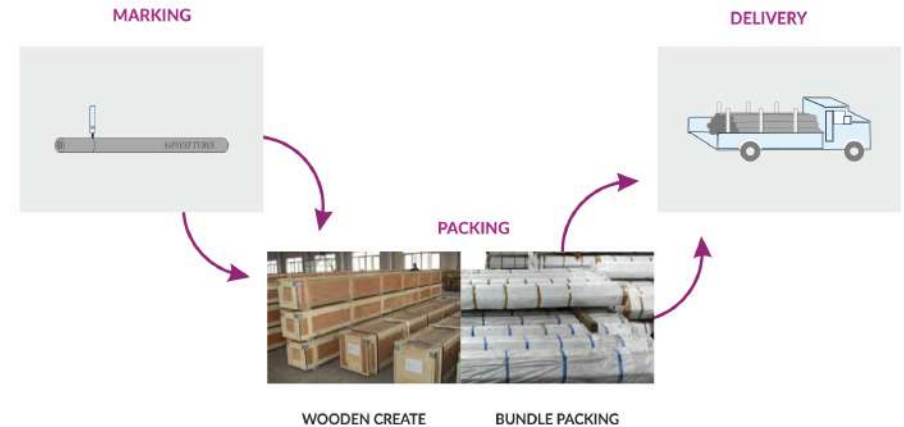 MARKING
DELIVERY
PACKING
WOODEN CREATE
BUNDLE PACKING